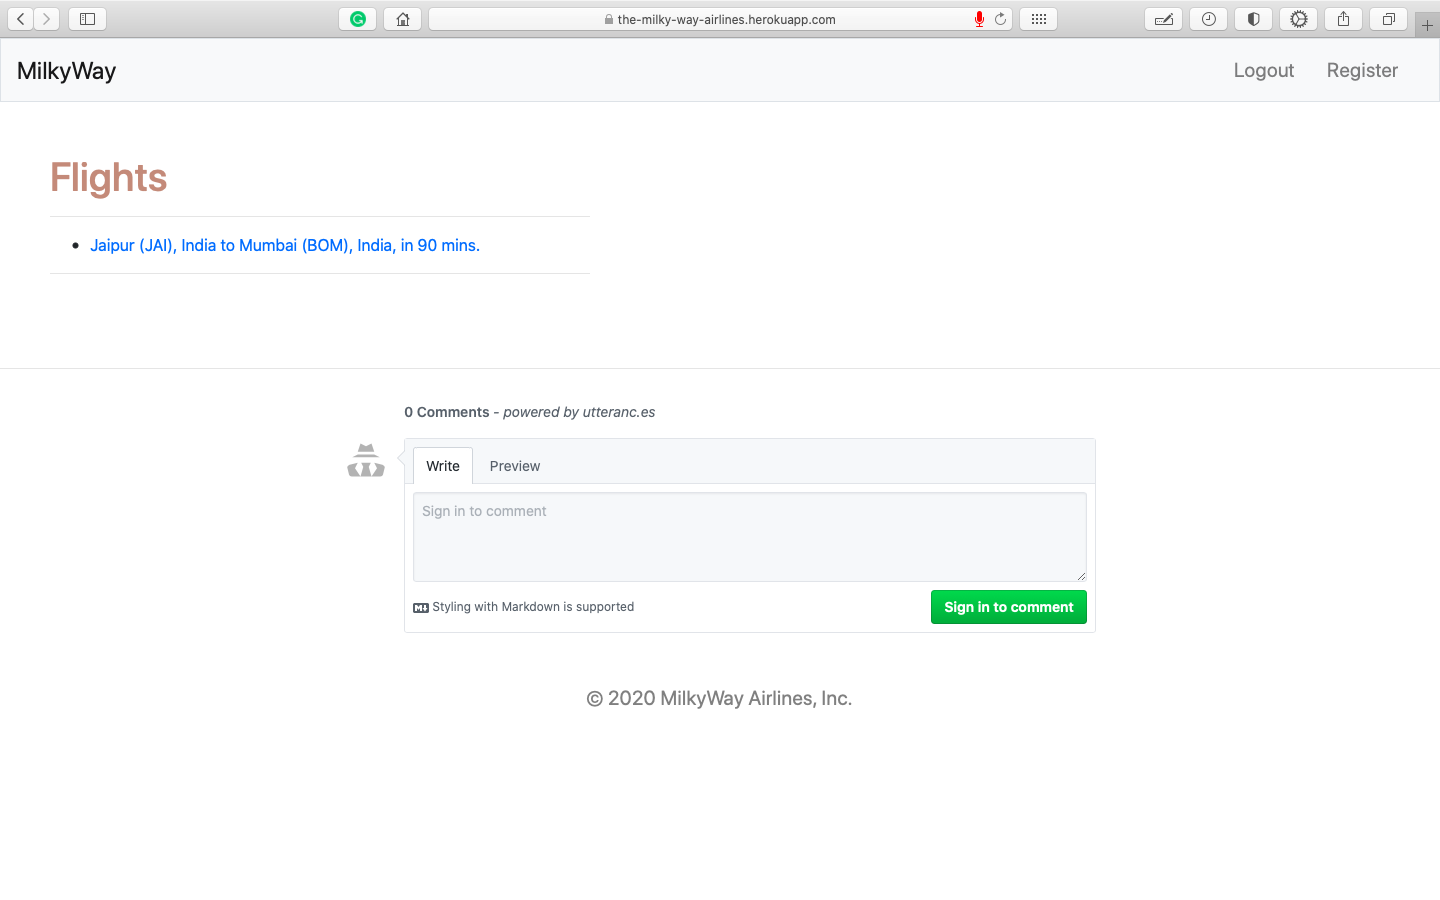 the-milky-way-airlines.herokuapp.com
MilkyWay
Logout
Register
Flights
Jaipur (JAI), India to Mumbai (BOM), India, in 90 mins.
0 Comments - powered by utteranc.es
Write
Preview
Sign in to comment
Styling with Markdown is supported
Sign in to comment
© 2020 MilkyWay Airlines, Inc.